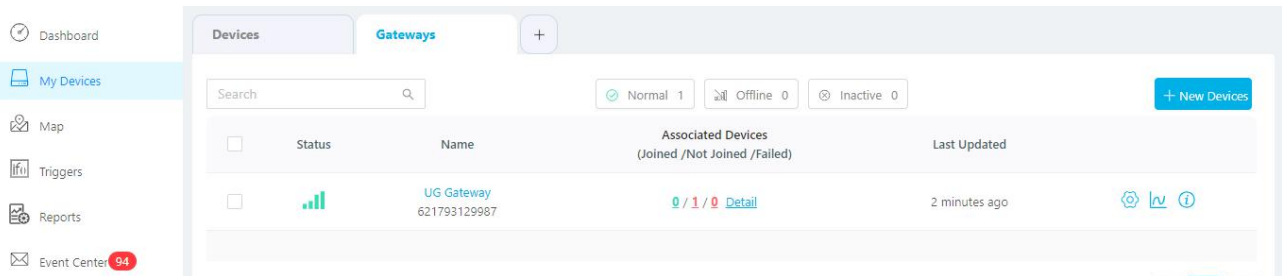 Dashboard
My Devices
Map
Triggers
Reports
Event Center 94
Devices
Gateways
+
Search
Normal 1
Offline 0
Inactive 0
+ New Devices
Status
Name
Associated Devices
(Joined /Not Joined /Failed)
Last Updated
UG Gateway
621793129987
0 / 1 / 0 Detail
2 minutes ago